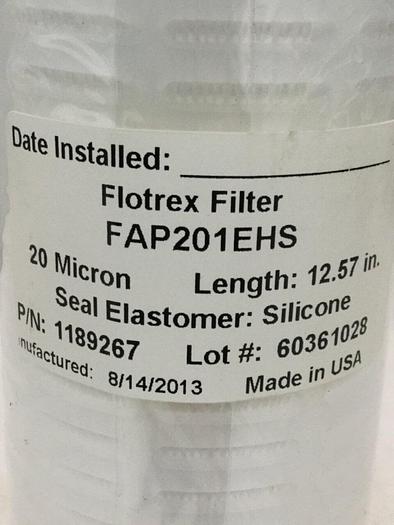 Date Installed:
Flotrex Filter
FAP201EHS
20 Micron Length: 12.57 in.
Seal Elastomer: Silicone
P/N: 1189267 Lot #: 60361028
nufactured: 8/14/2013 Made in USA